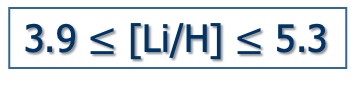 3.9 ≤ [Li/H] ≤ 5.3